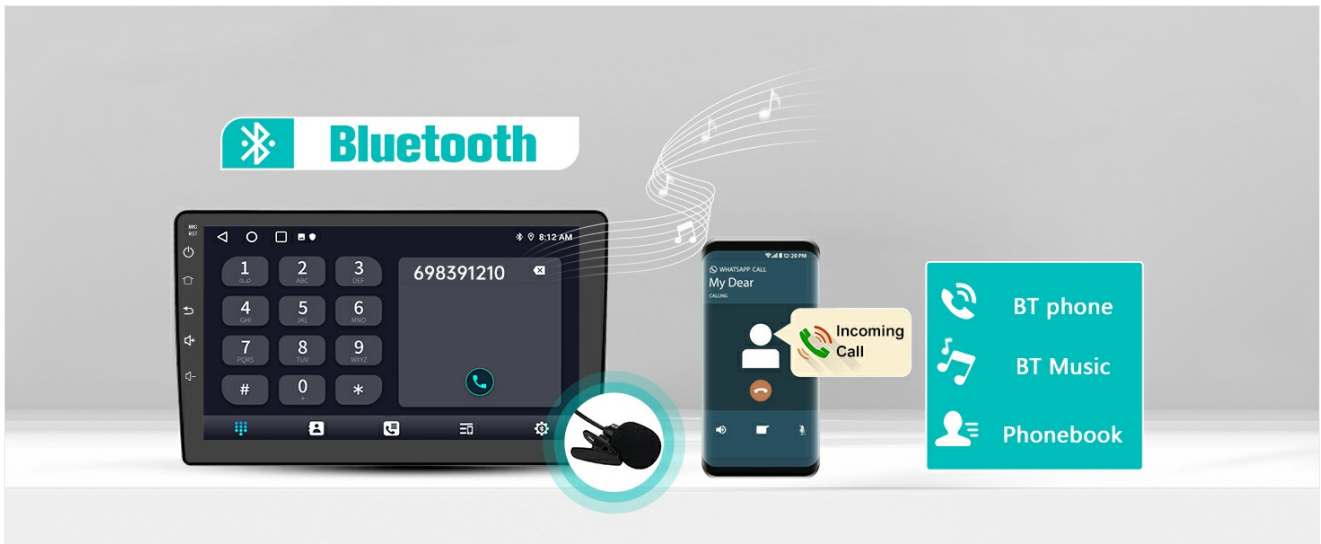 Bluetooth
MIC
RST
8:12 AM
1
2
ABC
3
DEF
698391210
4
GHI
5
JKL
6
MNO
7
PQRS
8
TUV
9
WXYZ
#
0
+
*
12:20 PM
WHATSAPP CALL
My Dear
CALLING
Incoming
Call
BT phone
BT Music
Phonebook